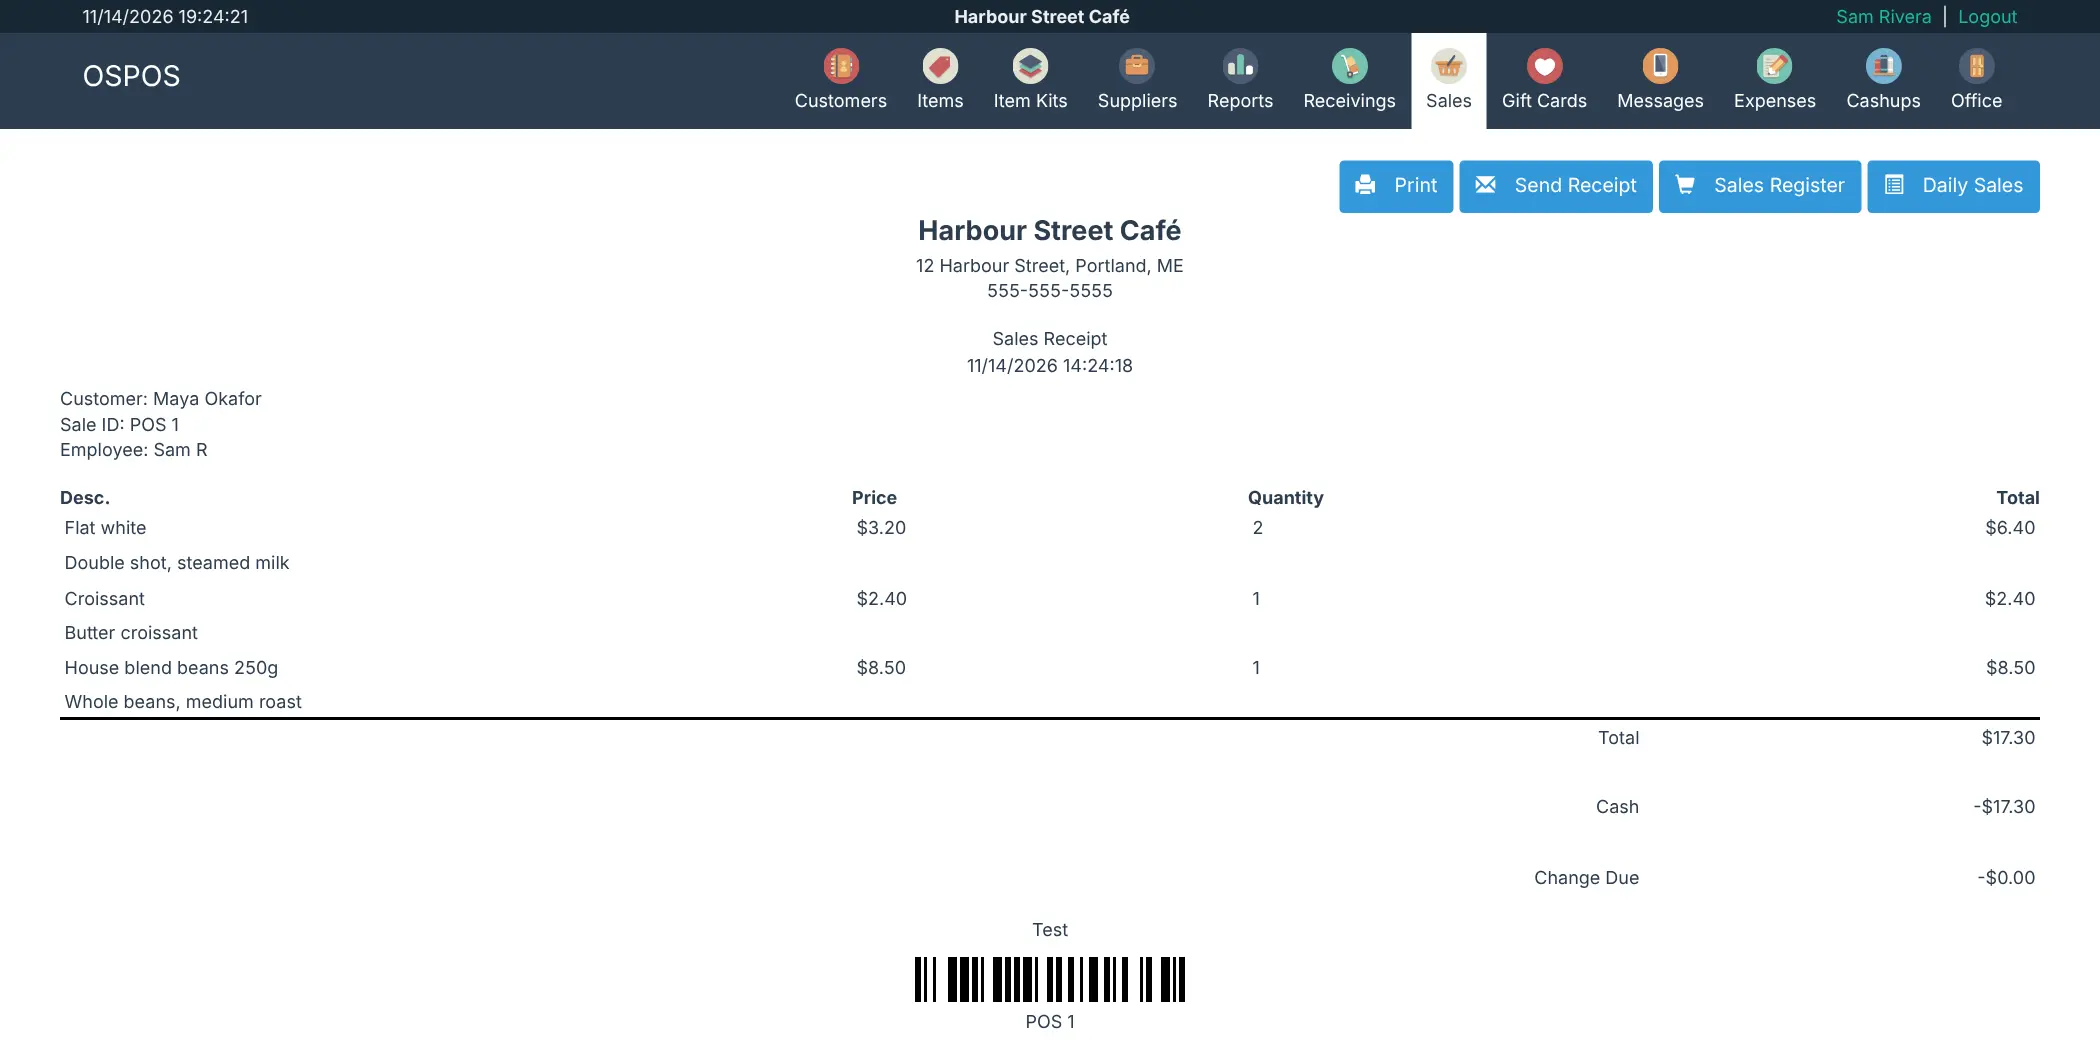 11/14/2026 19:24:21 Harbour Street Café Sam Rivera | Logout
OSPOS Customers Items Item Kits Suppliers Reports Receivings Sales Gift Cards Messages Expenses Cashups Office
Print Send Receipt Sales Register Daily Sales
Harbour Street Café
12 Harbour Street, Portland, ME
555-555-5555
Sales Receipt
11/14/2026 14:24:18
Customer: Maya Okafor
Sale ID: POS 1
Employee: Sam R
Desc. Price Quantity Total
Flat white $3.20 2 $6.40
Double shot, steamed milk
Croissant $2.40 1 $2.40
Butter croissant
House blend beans 250g $8.50 1 $8.50
Whole beans, medium roast
Total $17.30
Cash -$17.30
Change Due -$0.00
Test
POS 1